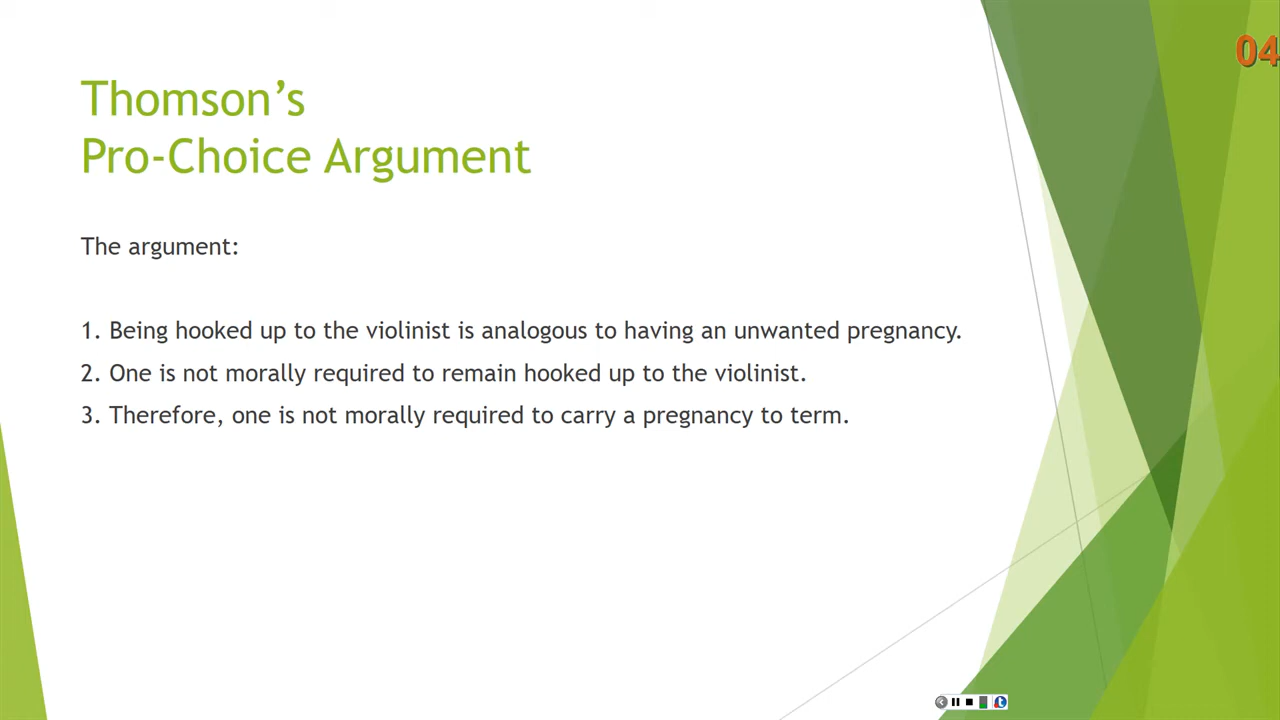 04
Thomson’s
Pro-Choice Argument
The argument:
1. Being hooked up to the violinist is analogous to having an unwanted pregnancy.
2. One is not morally required to remain hooked up to the violinist.
3. Therefore, one is not morally required to carry a pregnancy to term.